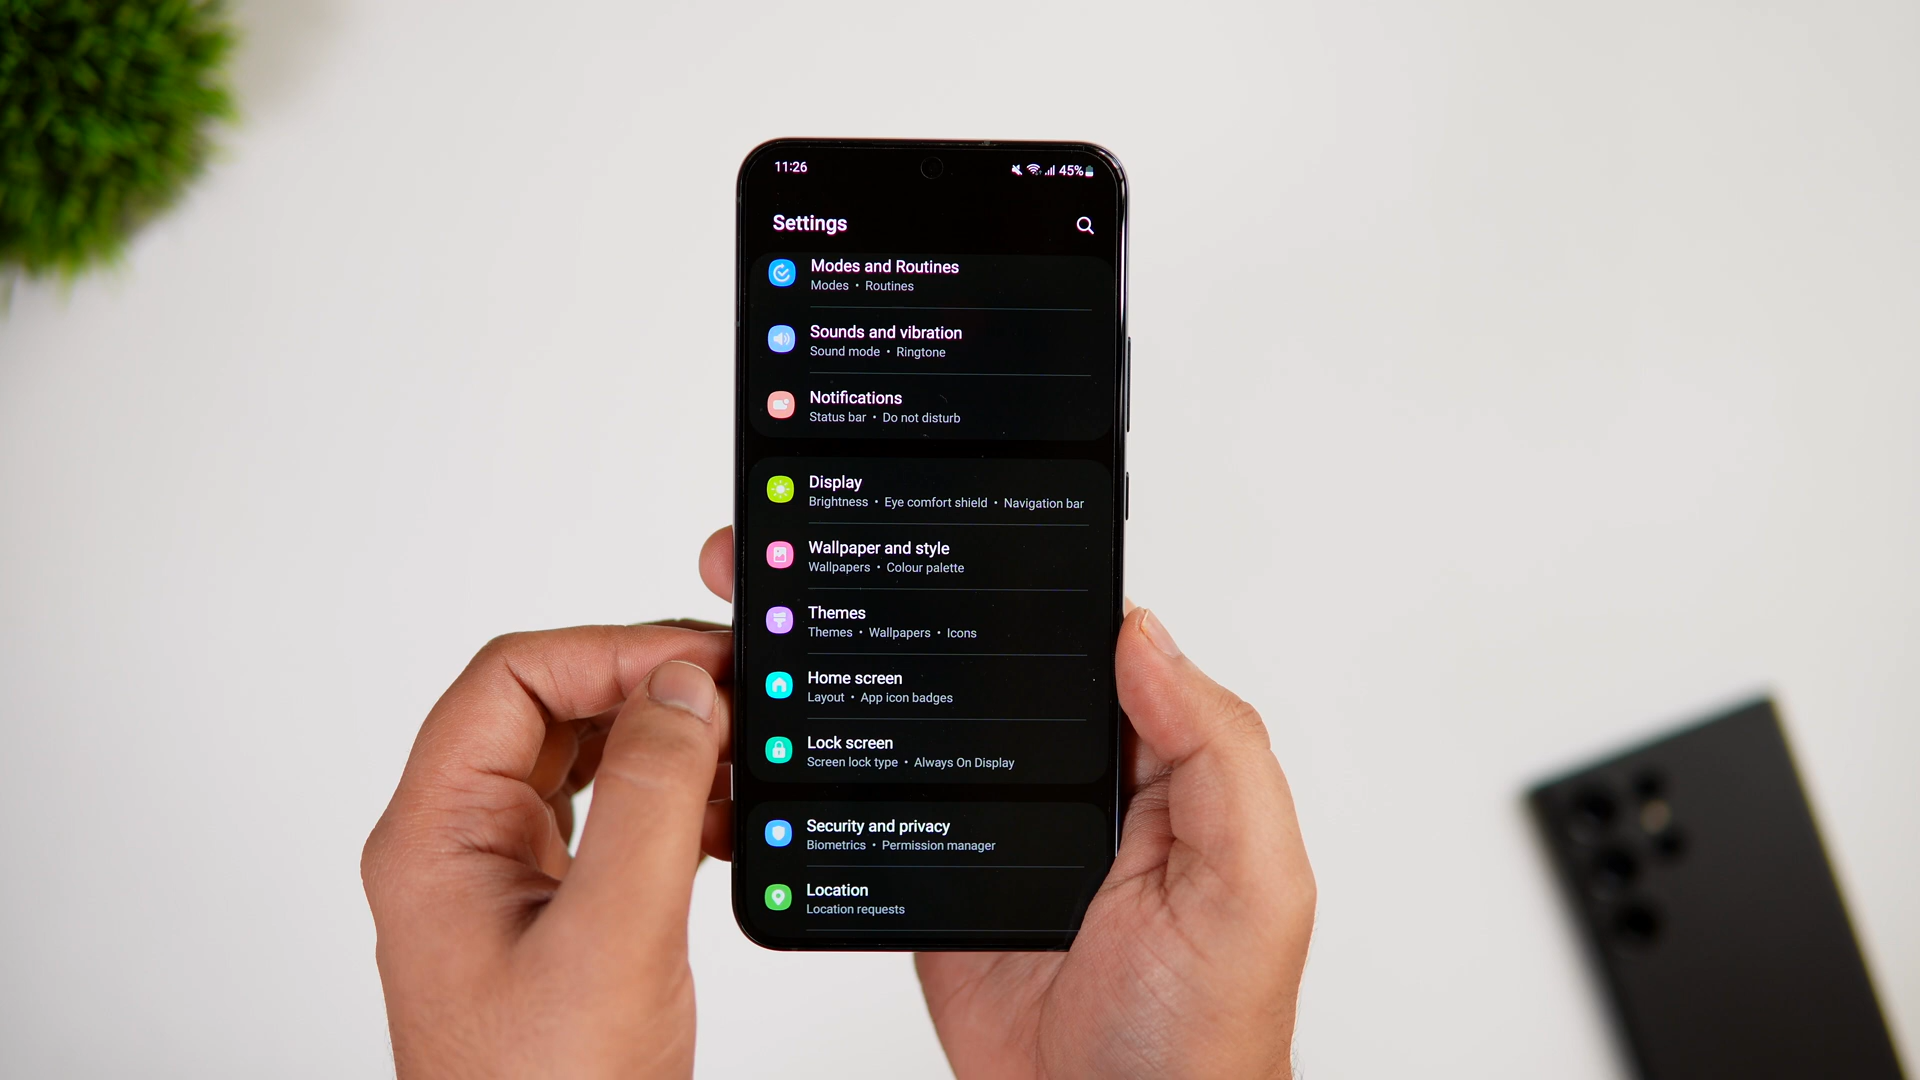 11:26
45%
Settings
Modes and Routines
Modes • Routines
Sounds and vibration
Sound mode • Ringtone
Notifications
Status bar • Do not disturb
Display
Brightness • Eye comfort shield • Navigation bar
Wallpaper and style
Wallpapers • Colour palette
Themes
Themes • Wallpapers • Icons
Home screen
Layout • App icon badges
Lock screen
Screen lock type • Always On Display
Security and privacy
Biometrics • Permission manager
Location
Location requests